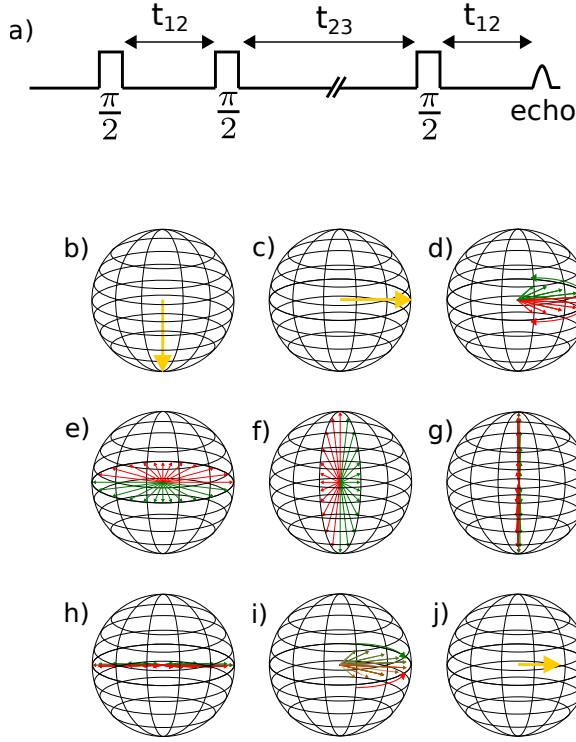 a)
t12 t23 t12
π/2 π/2 π/2
echo
b) c) d)
e) f) g)
h) i) j)